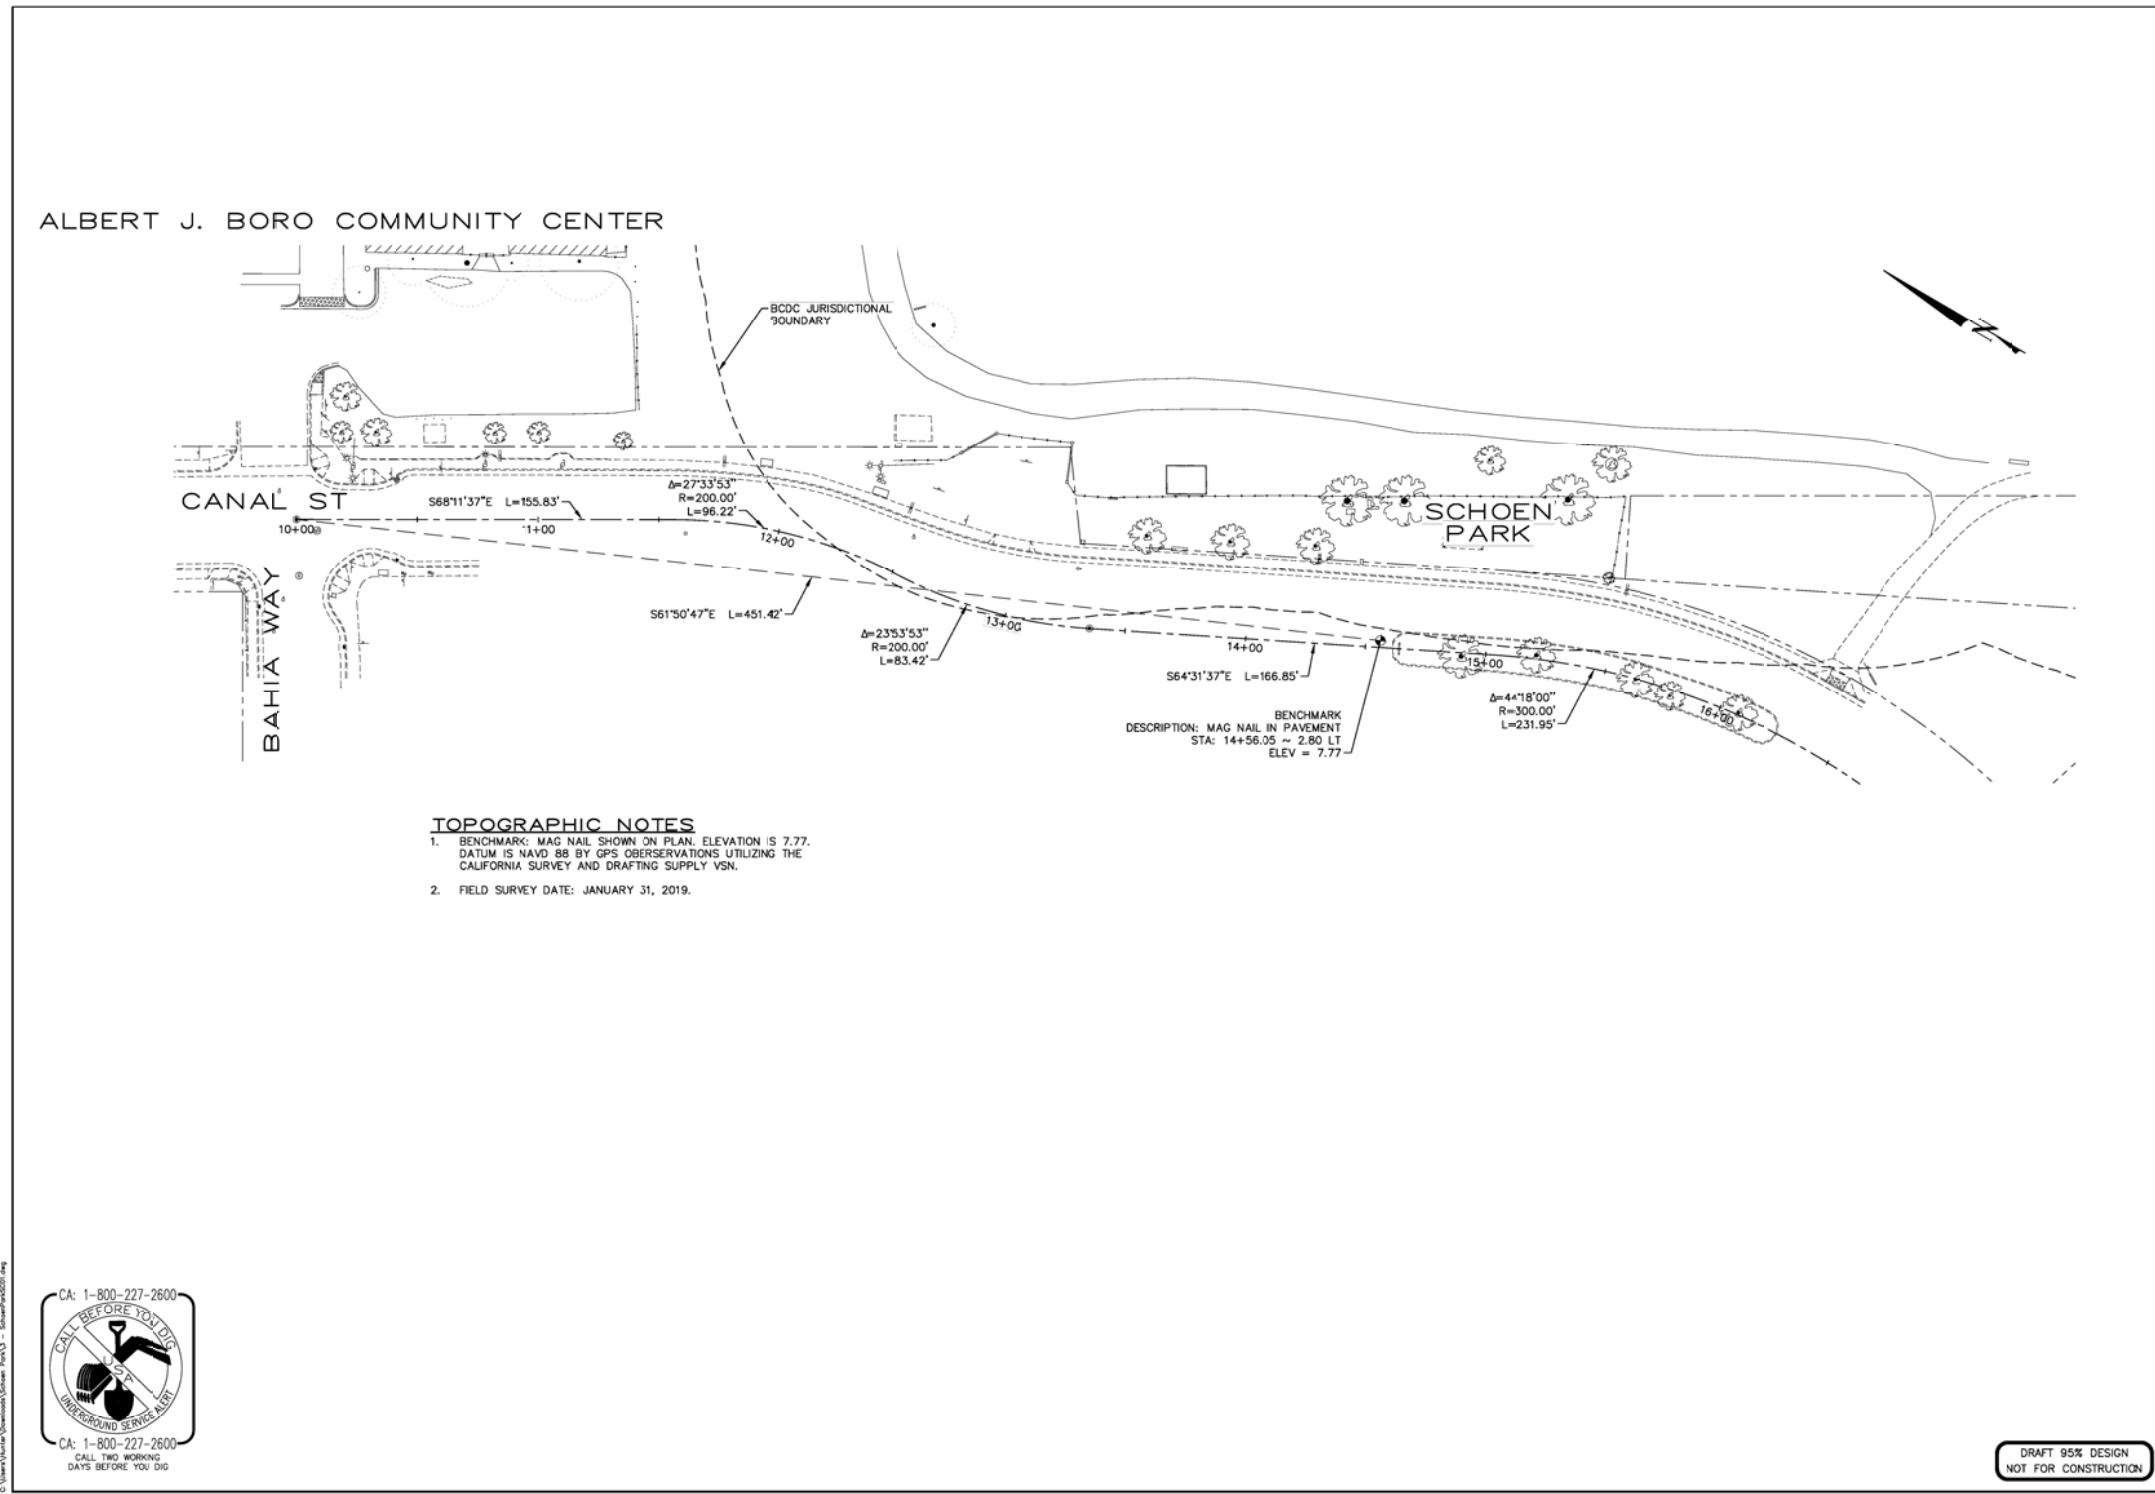 ALBERT J. BORO COMMUNITY CENTER
BCDC JURISDICTIONAL
BOUNDARY
N
CANAL ST
S68°11'37"E L=155.83'
Δ=27°33'53"
R=200.00'
L=96.22'
SCHOEN
PARK
10+00
11+00
12+00
BAHIA WAY
S61°50'47"E L=451.42'
Δ=23°53'53"
R=200.00'
L=83.42'
13+00
14+00
S64°31'37"E L=166.85'
15+00
Δ=44°18'00"
R=300.00'
L=231.95'
16+00
BENCHMARK
DESCRIPTION: MAG NAIL IN PAVEMENT
STA: 14+56.05 ~ 2.80 LT
ELEV = 7.77
TOPOGRAPHIC NOTES
1. BENCHMARK: MAG NAIL SHOWN ON PLAN. ELEVATION IS 7.77.
DATUM IS NAVD 88 BY GPS OBERSERVATIONS UTILIZING THE
CALIFORNIA SURVEY AND DRAFTING SUPPLY VSN.
2. FIELD SURVEY DATE: JANUARY 31, 2019.
CA: 1-800-227-2600
CALL BEFORE YOU DIG
USA
UNDERGROUND SERVICE ALERT
CA: 1-800-227-2600
CALL TWO WORKING
DAYS BEFORE YOU DIG
DRAFT 95% DESIGN
NOT FOR CONSTRUCTION